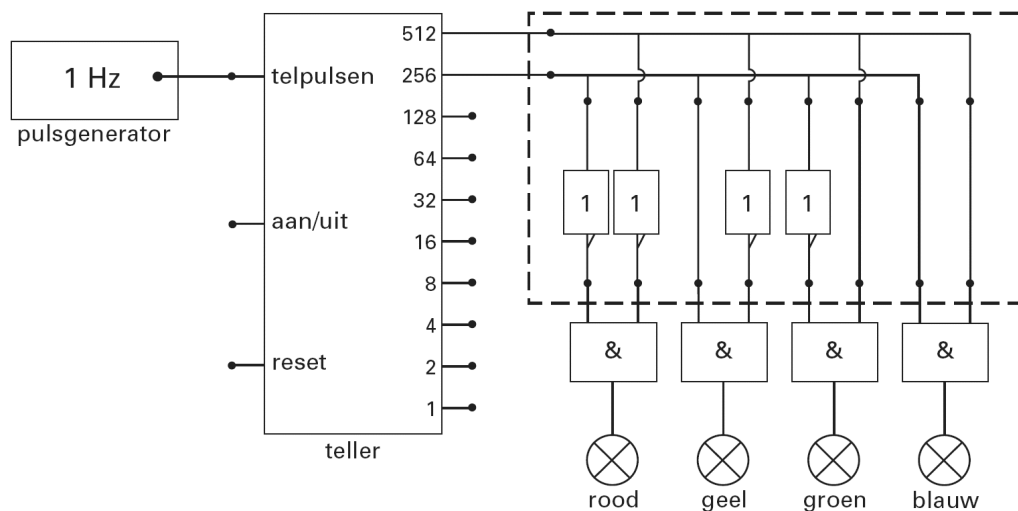 1 Hz
pulsgenerator
telpulsen
aan/uit
reset
512
256
128
64
32
16
8
4
2
1
teller
1 1 1 1
& & & &
rood geel groen blauw